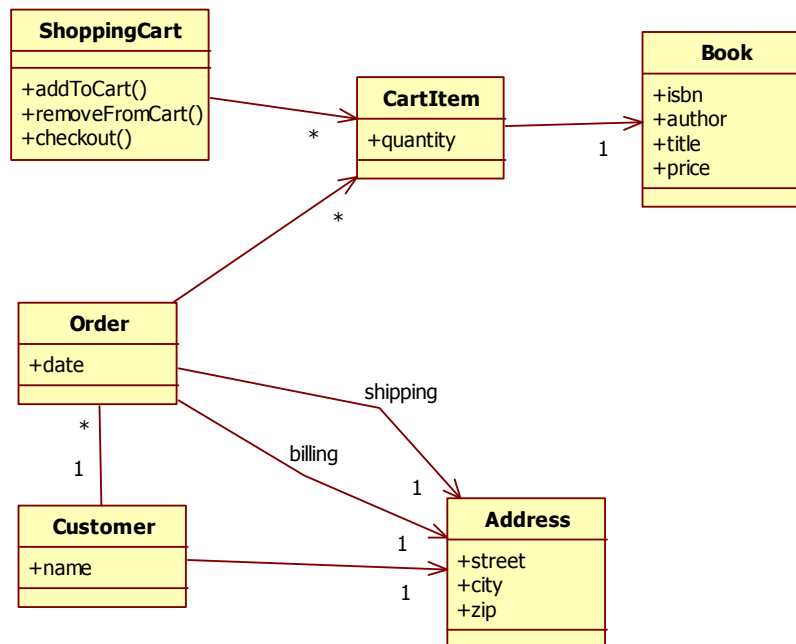 ShoppingCart
+addToCart()
+removeFromCart()
+checkout()
*
CartItem
+quantity
1
Book
+isbn
+author
+title
+price
*
Order
+date
shipping
billing
*
1
1
1
1
Customer
+name
Address
+street
+city
+zip